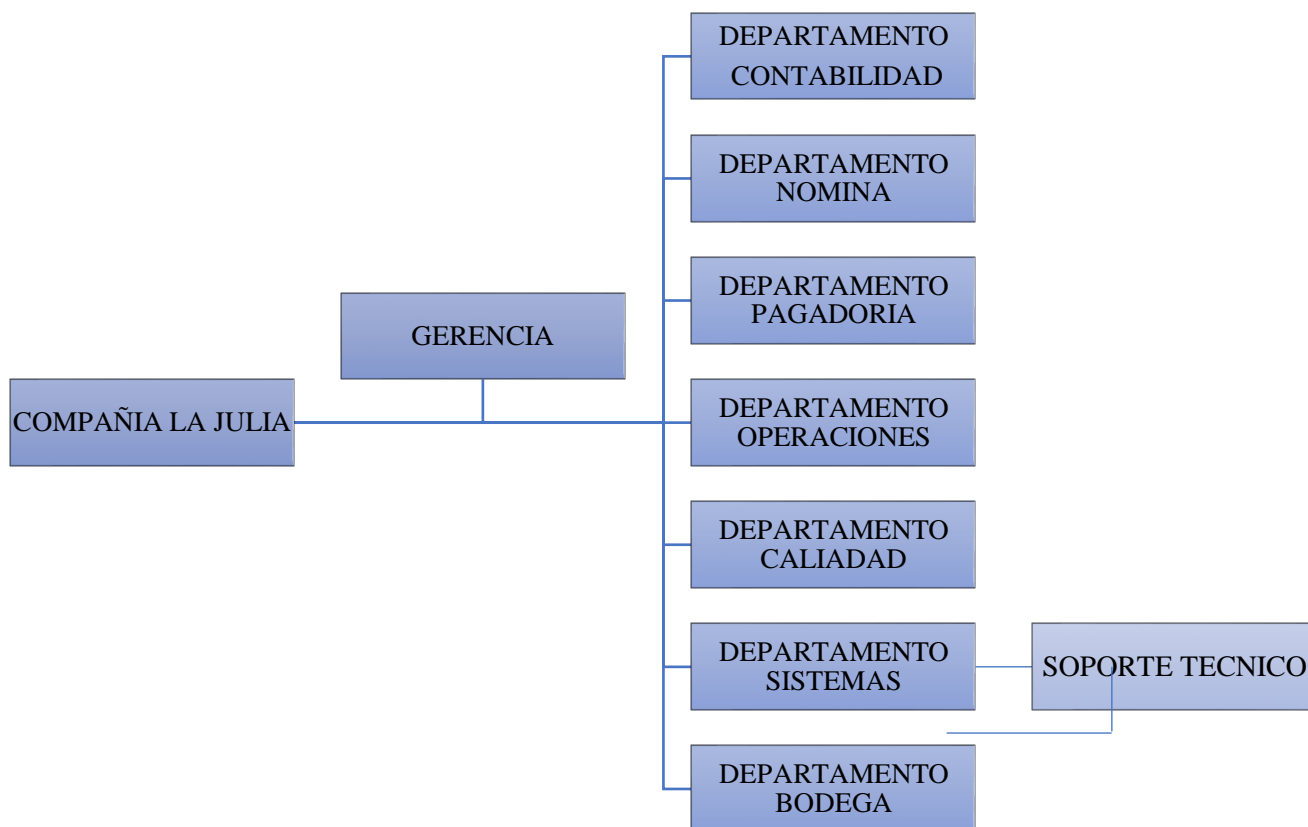 DEPARTAMENTO
CONTABILIDAD
DEPARTAMENTO
NOMINA
DEPARTAMENTO
PAGADORIA
GERENCIA
COMPAÑIA LA JULIA
DEPARTAMENTO
OPERACIONES
DEPARTAMENTO
CALIADAD
DEPARTAMENTO
SISTEMAS
SOPORTE TECNICO
DEPARTAMENTO
BODEGA